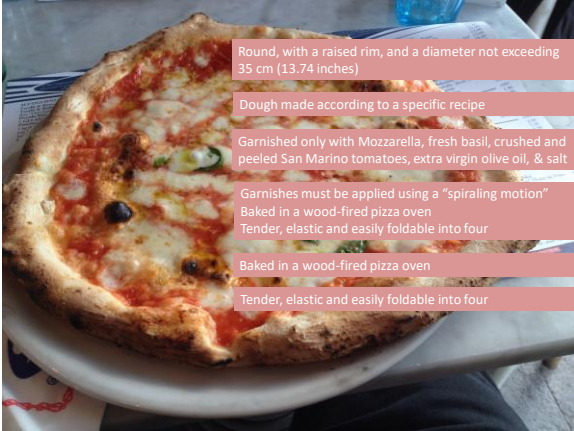 Round, with a raised rim, and a diameter not exceeding
35 cm (13.74 inches)
Dough made according to a specific recipe
Garnished only with Mozzarella, fresh basil, crushed and
peeled San Marino tomatoes, extra virgin olive oil, & salt
Garnishes must be applied using a “spiraling motion”
Baked in a wood-fired pizza oven
Tender, elastic and easily foldable into four
Baked in a wood-fired pizza oven
Tender, elastic and easily foldable into four